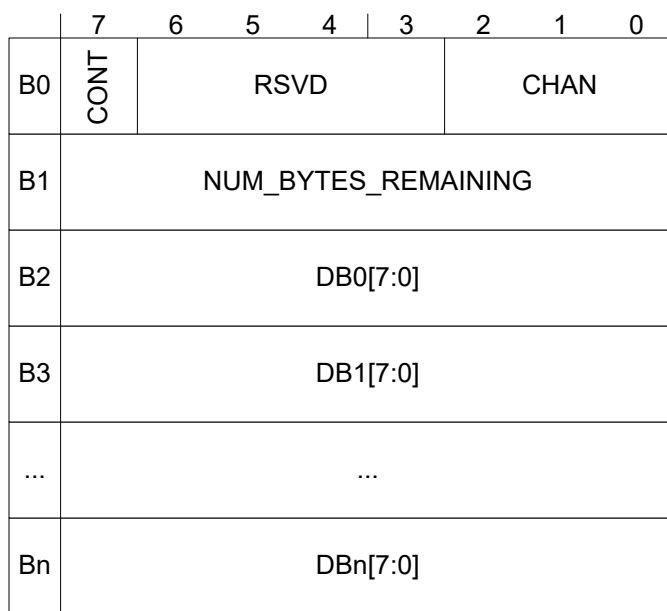 7 6 5 4 3 2 1 0
B0 CONT RSVD CHAN
B1 NUM_BYTES_REMAINING
B2 DB0[7:0]
B3 DB1[7:0]
... ...
Bn DBn[7:0]